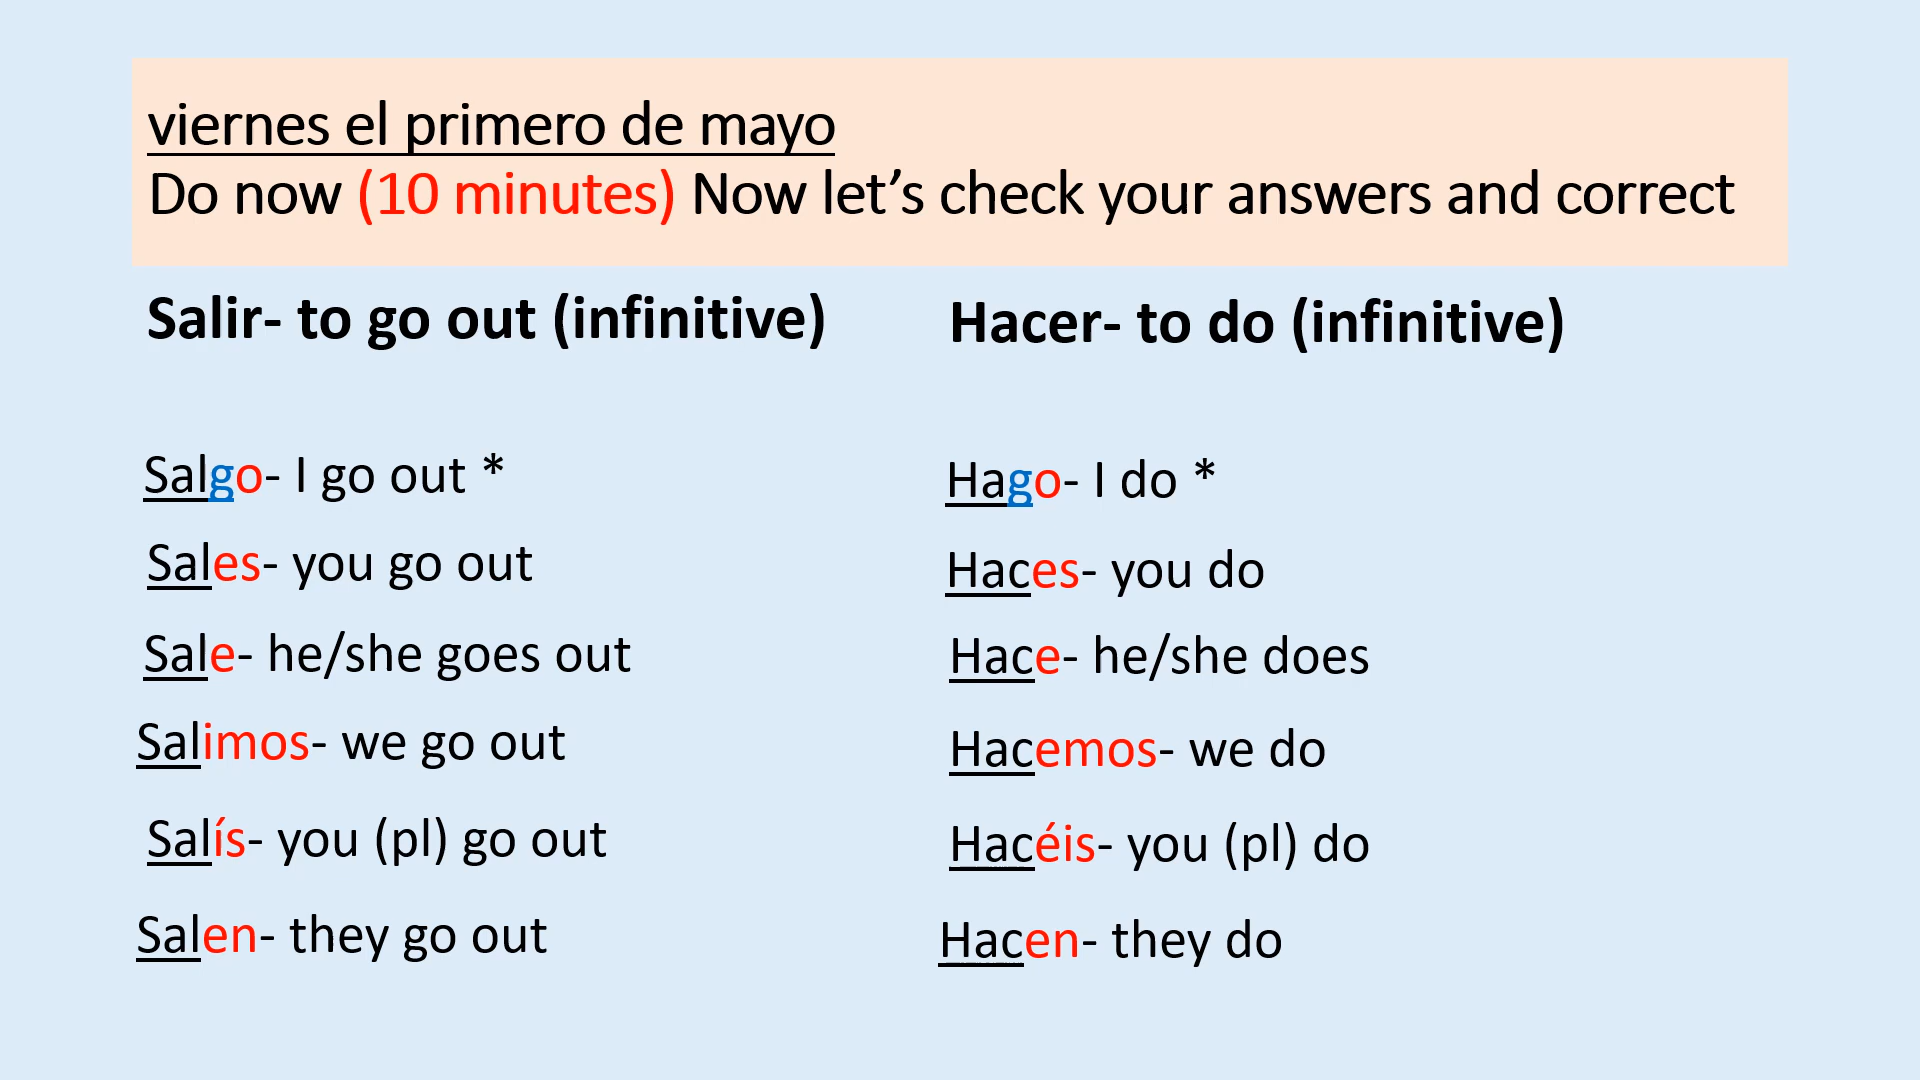 viernes el primero de mayo
Do now (10 minutes) Now let’s check your answers and correct
Salir- to go out (infinitive)
Salgo- I go out *
Sales- you go out
Sale- he/she goes out
Salimos- we go out
Salís- you (pl) go out
Salen- they go out
Hacer- to do (infinitive)
Hago- I do *
Haces- you do
Hace- he/she does
Hacemos- we do
Hacéis- you (pl) do
Hacen- they do